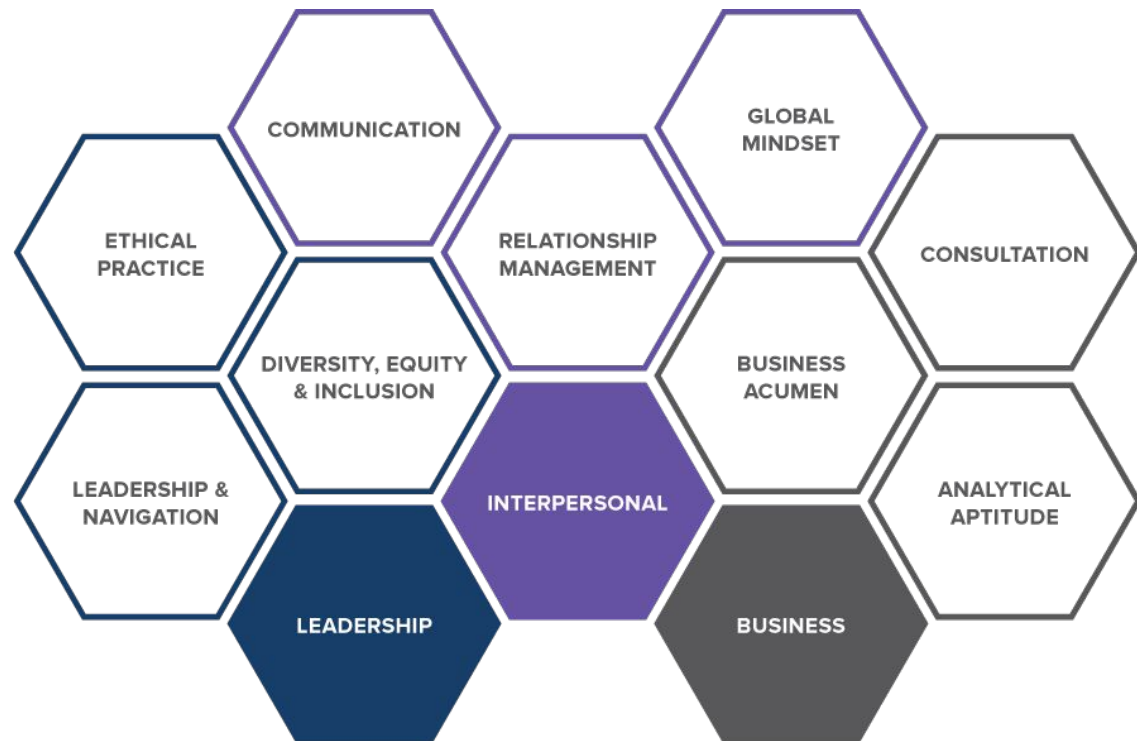 COMMUNICATION
GLOBAL
MINDSET
ETHICAL
PRACTICE
RELATIONSHIP
MANAGEMENT
CONSULTATION
DIVERSITY, EQUITY
& INCLUSION
BUSINESS
ACUMEN
LEADERSHIP &
NAVIGATION
INTERPERSONAL
ANALYTICAL
APTITUDE
LEADERSHIP
BUSINESS